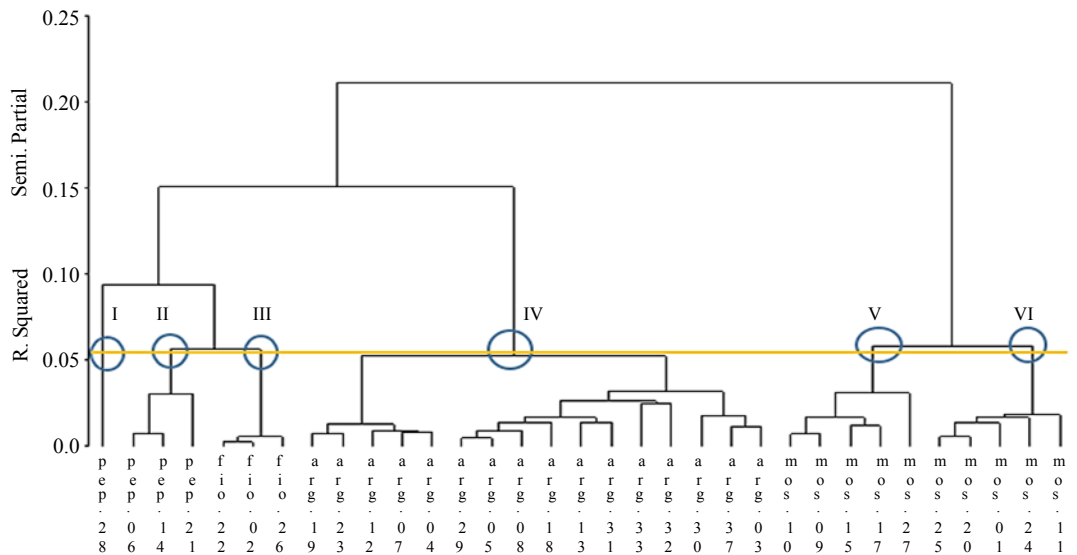 0.25
0.20
0.15
0.10
0.05
0.0
Semi. Partial
R. Squared
I
II
III
IV
V
VI
pep.28
pep.06
pep.14
pep.21
fio.22
fio.02
fio.26
arg.19
arg.23
arg.12
arg.07
arg.04
arg.29
arg.05
arg.08
arg.18
arg.13
arg.31
arg.33
arg.32
arg.30
arg.37
arg.03
mos.10
mos.09
mos.15
mos.17
mos.27
mos.25
mos.20
mos.01
mos.24
mos.11